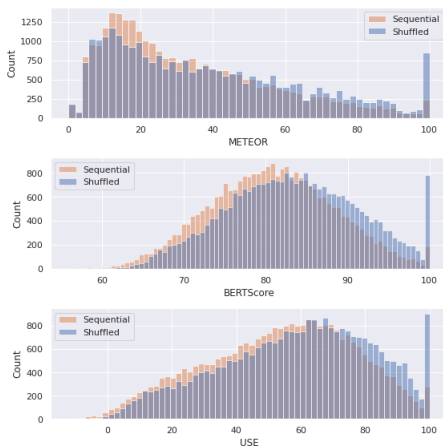 1250
1000
750
500
250
0
Count
Sequential
Shuffled
0 20 40 60 80 100
METEOR
800
600
400
200
0
Count
Sequential
Shuffled
60 70 80 90 100
BERTScore
800
600
400
200
0
Count
Sequential
Shuffled
0 20 40 60 80 100
USE